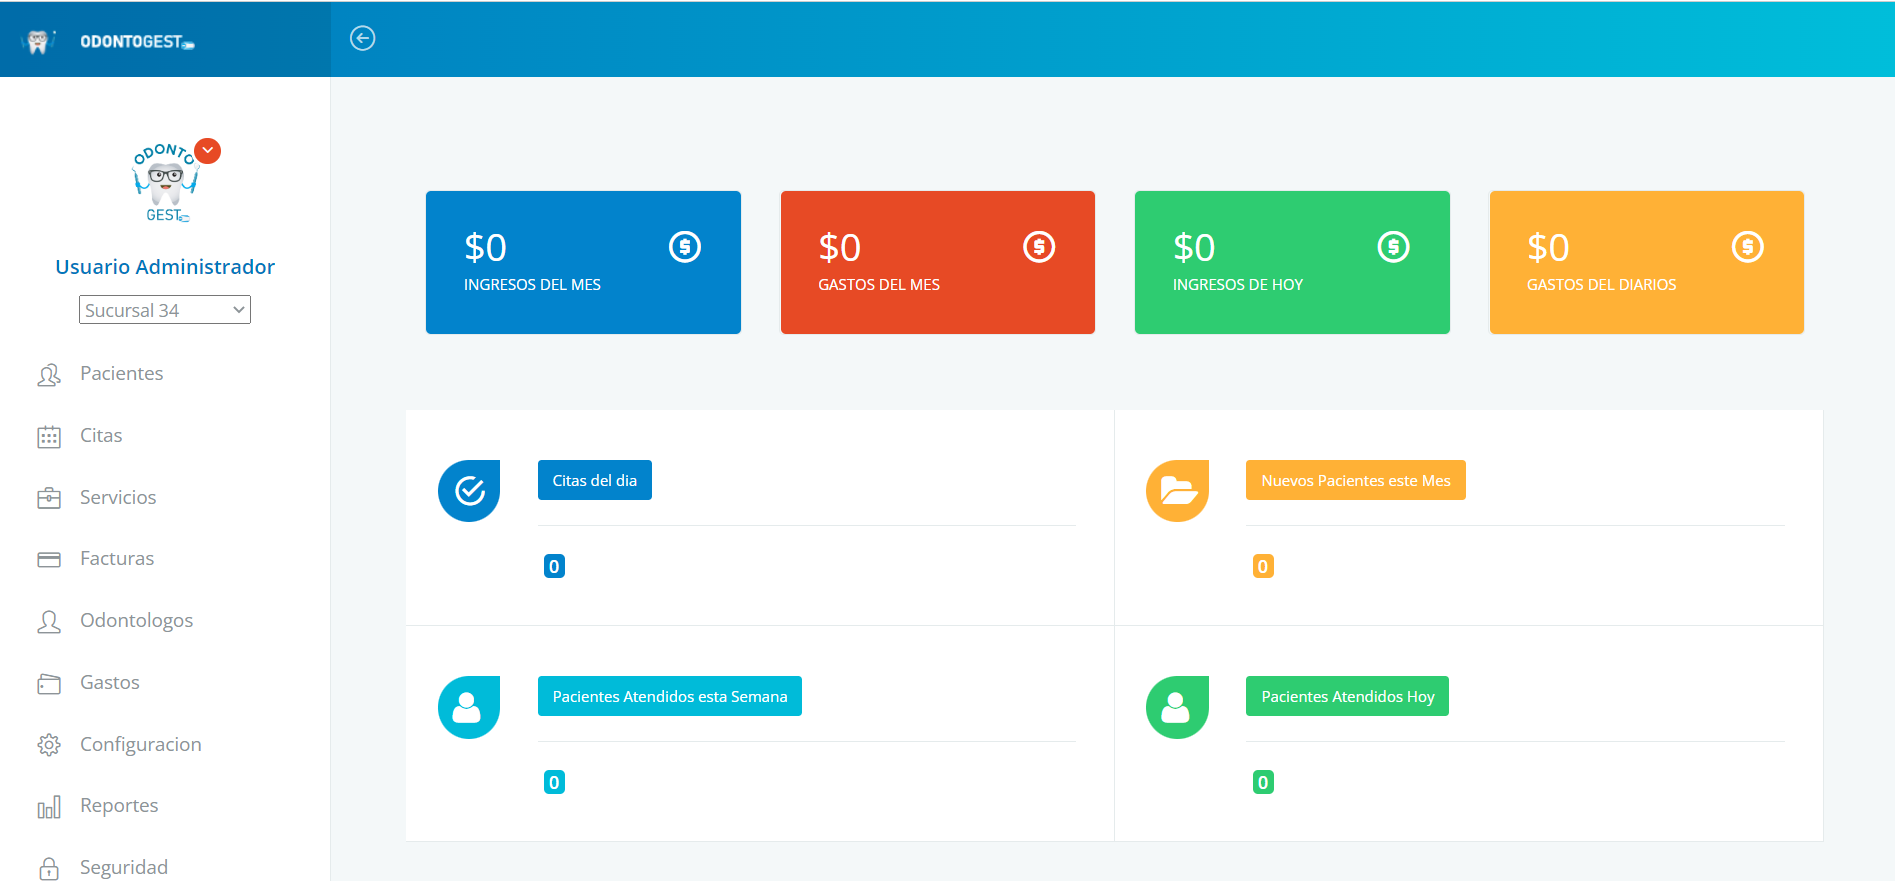 ODONTOGEST
ODONTO
GEST
Usuario Administrador
Sucursal 34
Pacientes
Citas
Servicios
Facturas
Odontologos
Gastos
Configuracion
Reportes
Seguridad
$0
INGRESOS DEL MES
$0
GASTOS DEL MES
$0
INGRESOS DE HOY
$0
GASTOS DEL DIARIOS
Citas del dia
0
Nuevos Pacientes este Mes
0
Pacientes Atendidos esta Semana
0
Pacientes Atendidos Hoy
0